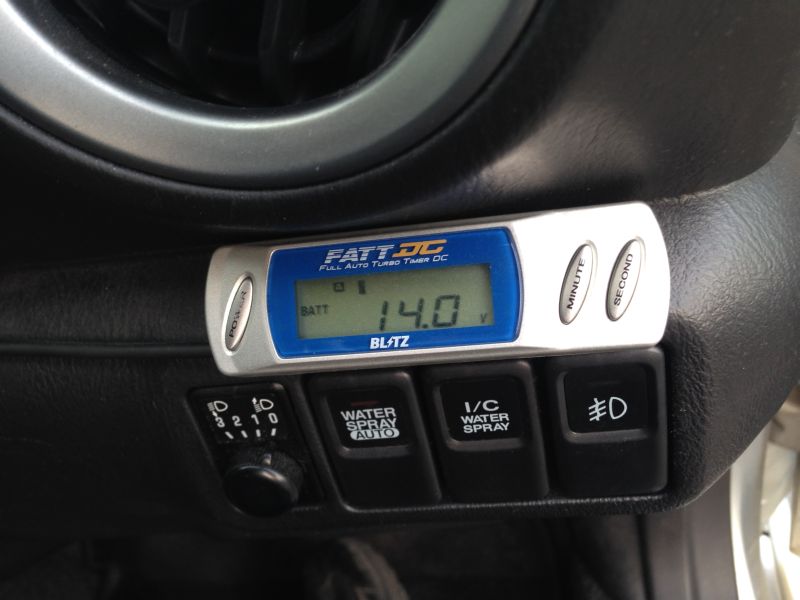 FATT DC
FULL AUTO TURBO TIMER DC
BATT 14.0 V
BLITZ
POWER
MINUTE
SECOND
3 2 1 0
WATER
SPRAY
AUTO
I/C
WATER
SPRAY